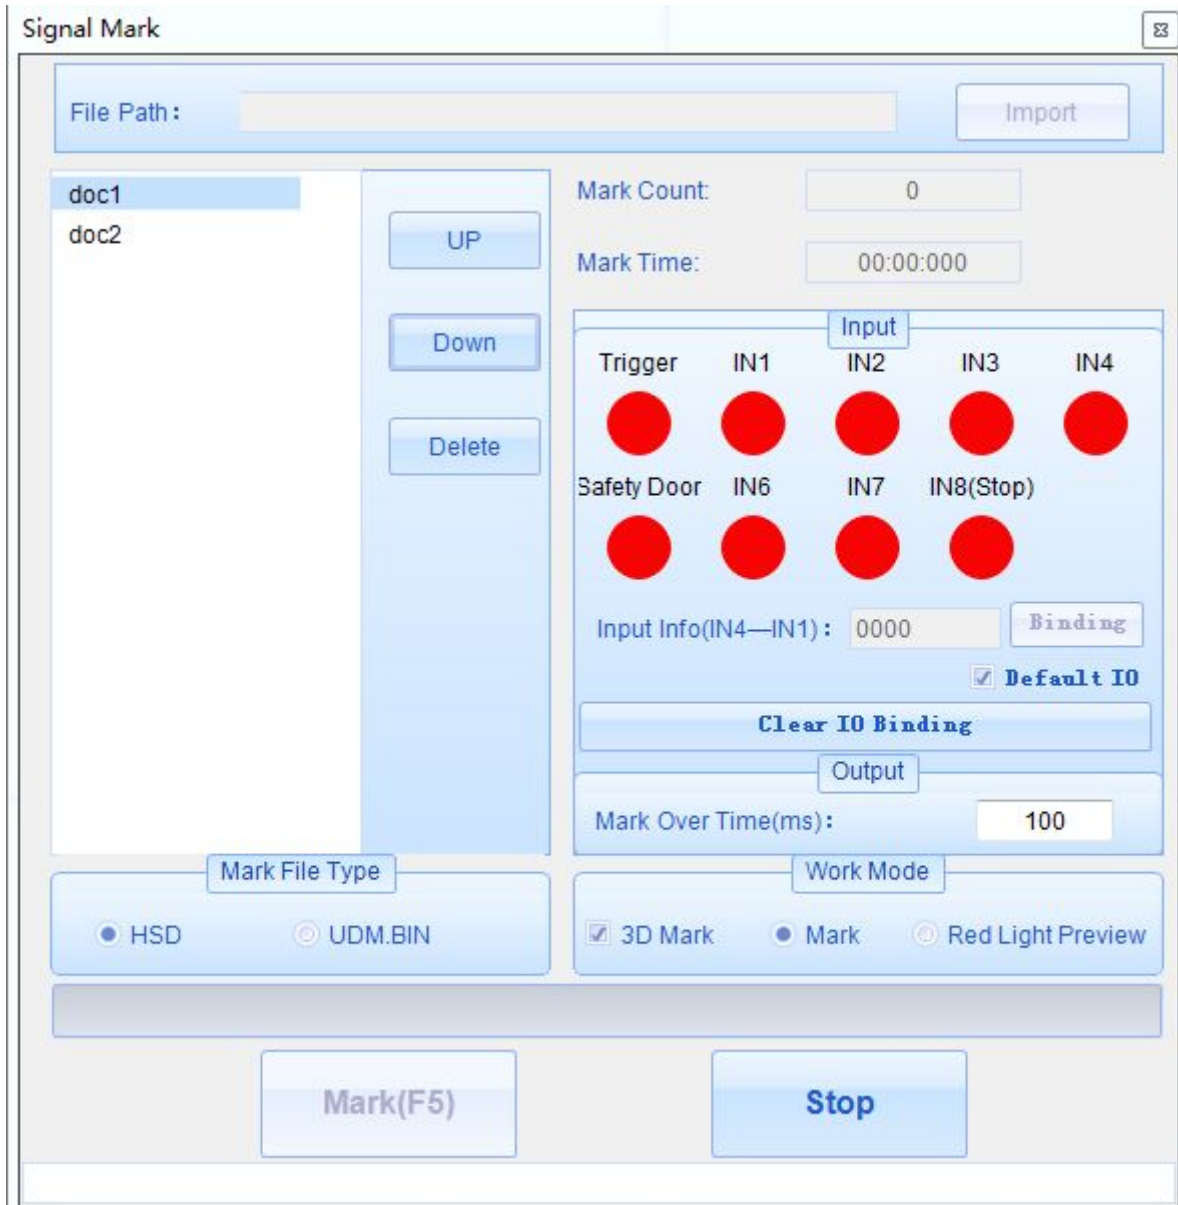 Signal Mark
File Path:
Import
doc1
doc2
UP
Down
Delete
Mark Count:
0
Mark Time:
00:00:000
Input
Trigger IN1 IN2 IN3 IN4
Safety Door IN6 IN7 IN8(Stop)
Input Info(IN4—IN1): 0000 Binding
Default IO
Clear IO Binding
Output
Mark Over Time(ms): 100
Mark File Type
HSD UDM.BIN
Work Mode
3D Mark Mark Red Light Preview
Mark(F5) Stop